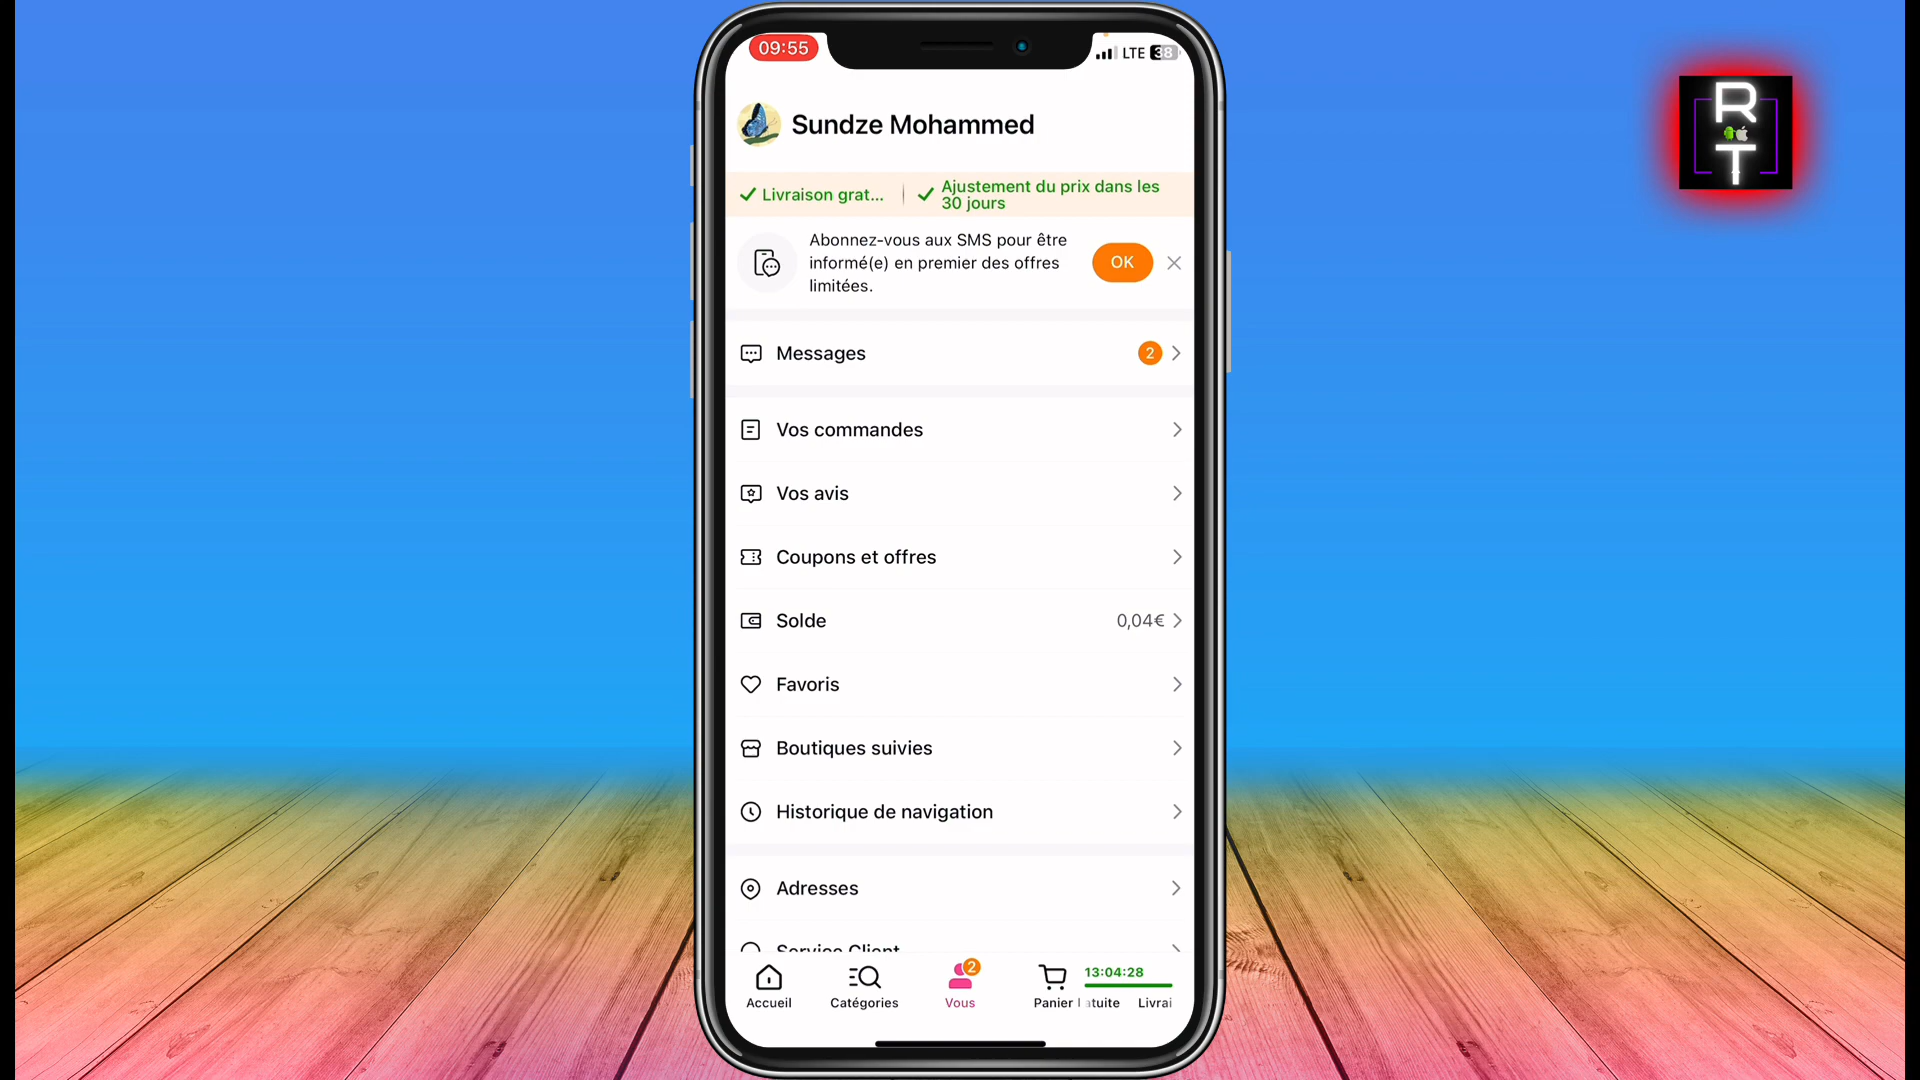 09:55
LTE 38
R
T
Sundze Mohammed
Livraison grat...
Ajustement du prix dans les
30 jours
Abonnez-vous aux SMS pour être
informé(e) en premier des offres
limitées.
OK
Messages
2
Vos commandes
Vos avis
Coupons et offres
Solde
0,04€
Favoris
Boutiques suivies
Historique de navigation
Adresses
Service Client
2
13:04:28
Accueil
Catégories
Vous
Panier
atuite
Livrai